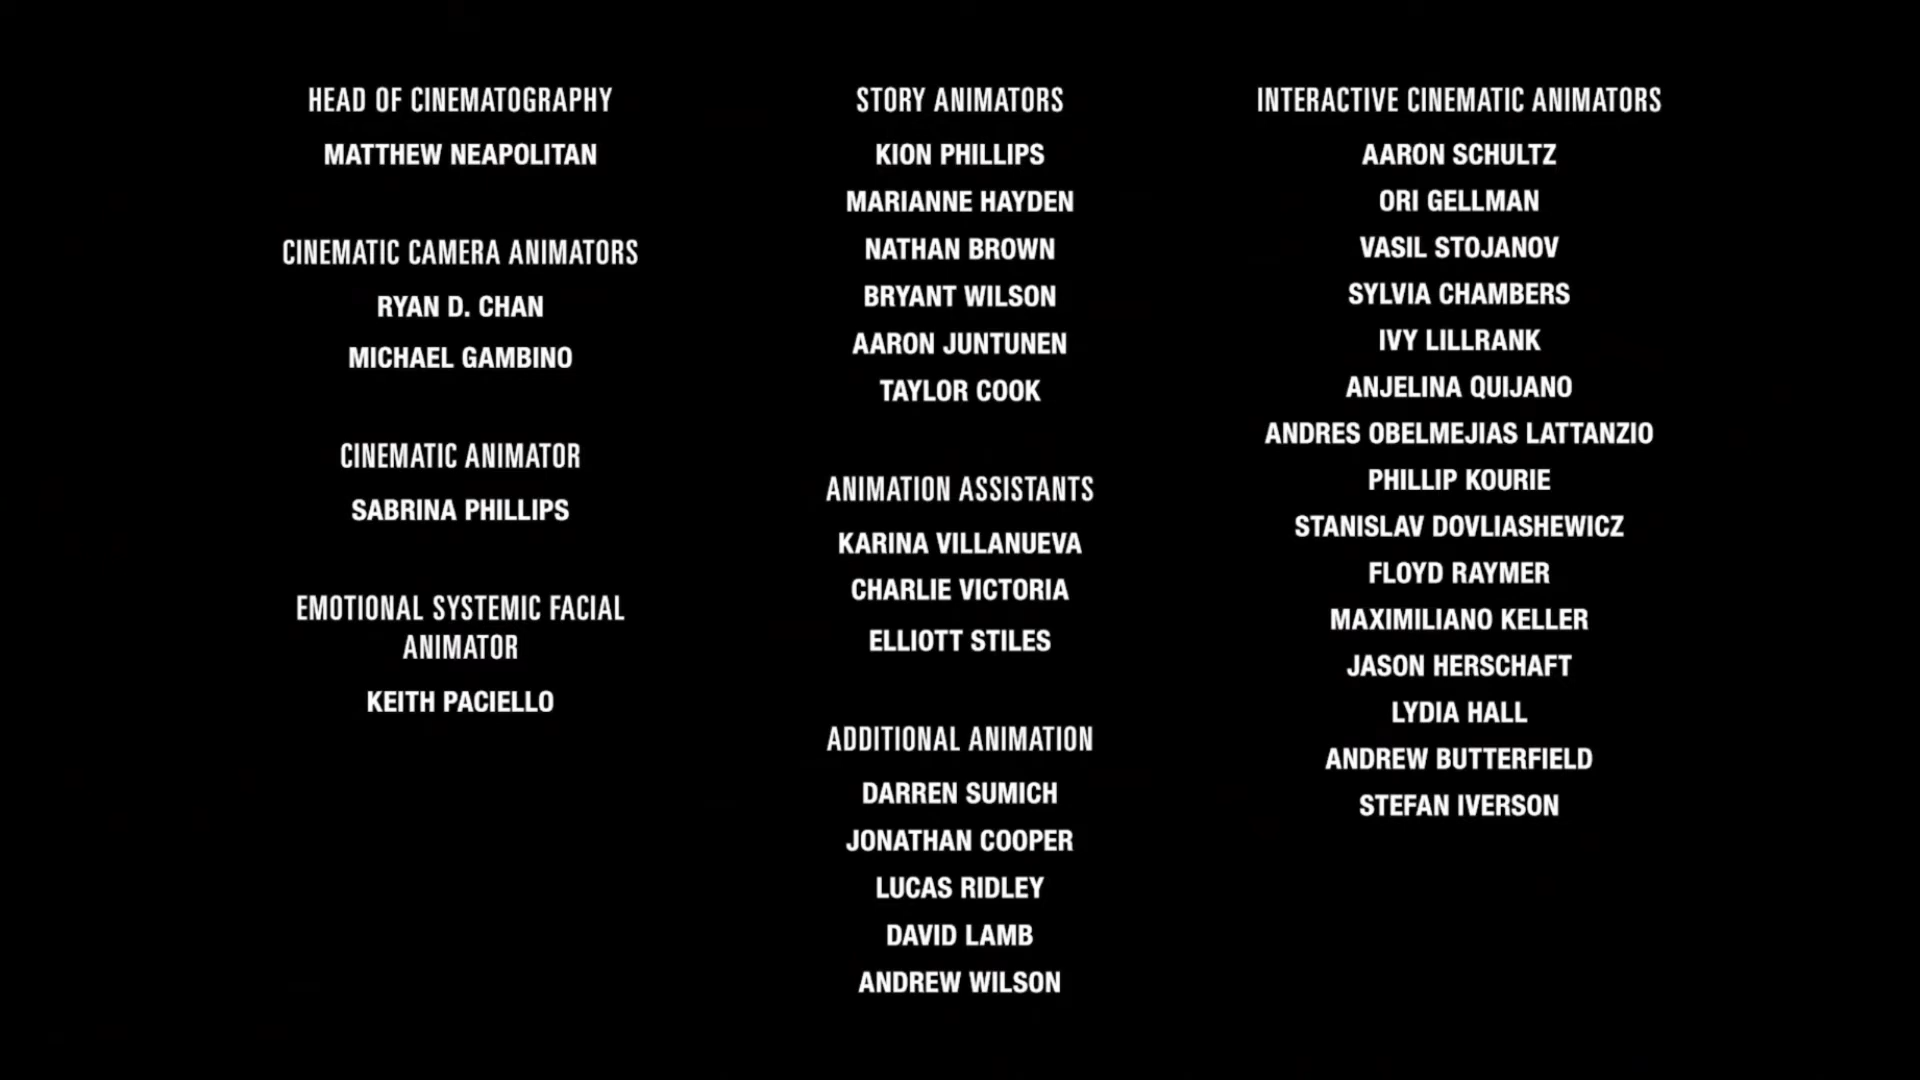 HEAD OF CINEMATOGRAPHY
MATTHEW NEAPOLITAN
CINEMATIC CAMERA ANIMATORS
RYAN D. CHAN
MICHAEL GAMBINO
CINEMATIC ANIMATOR
SABRINA PHILLIPS
EMOTIONAL SYSTEMIC FACIAL
ANIMATOR
KEITH PACIELLO
STORY ANIMATORS
KION PHILLIPS
MARIANNE HAYDEN
NATHAN BROWN
BRYANT WILSON
AARON JUNTUNEN
TAYLOR COOK
ANIMATION ASSISTANTS
KARINA VILLANUEVA
CHARLIE VICTORIA
ELLIOTT STILES
ADDITIONAL ANIMATION
DARREN SUMICH
JONATHAN COOPER
LUCAS RIDLEY
DAVID LAMB
ANDREW WILSON
INTERACTIVE CINEMATIC ANIMATORS
AARON SCHULTZ
ORI GELLMAN
VASIL STOJANOV
SYLVIA CHAMBERS
IVY LILLRANK
ANJELINA QUIJANO
ANDRES OBELMEJIAS LATTANZIO
PHILLIP KOURIE
STANISLAV DOVLIASHEWICZ
FLOYD RAYMER
MAXIMILIANO KELLER
JASON HERSCHAFT
LYDIA HALL
ANDREW BUTTERFIELD
STEFAN IVERSON